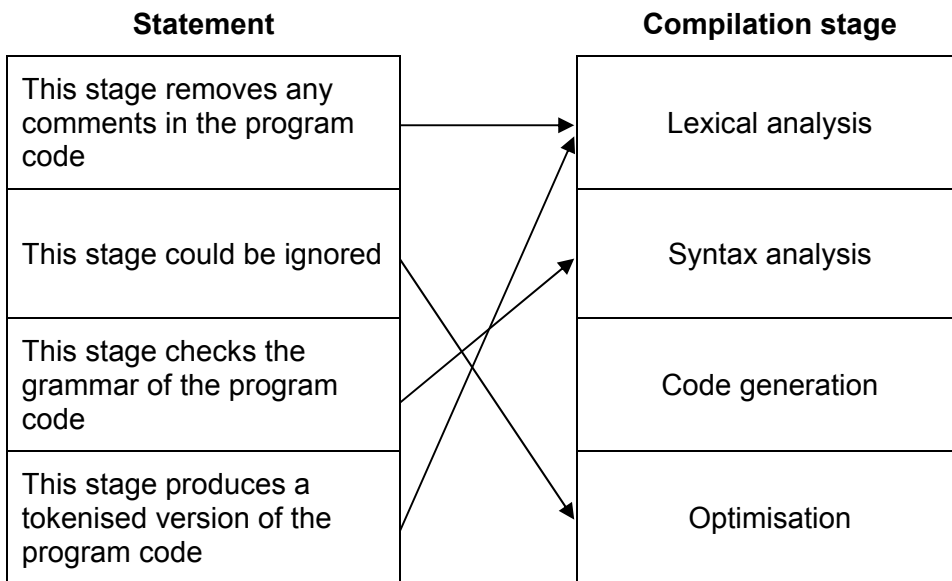 Statement
Compilation stage
This stage removes any
comments in the program
code
Lexical analysis
This stage could be ignored
Syntax analysis
This stage checks the
grammar of the program
code
Code generation
This stage produces a
tokenised version of the
program code
Optimisation